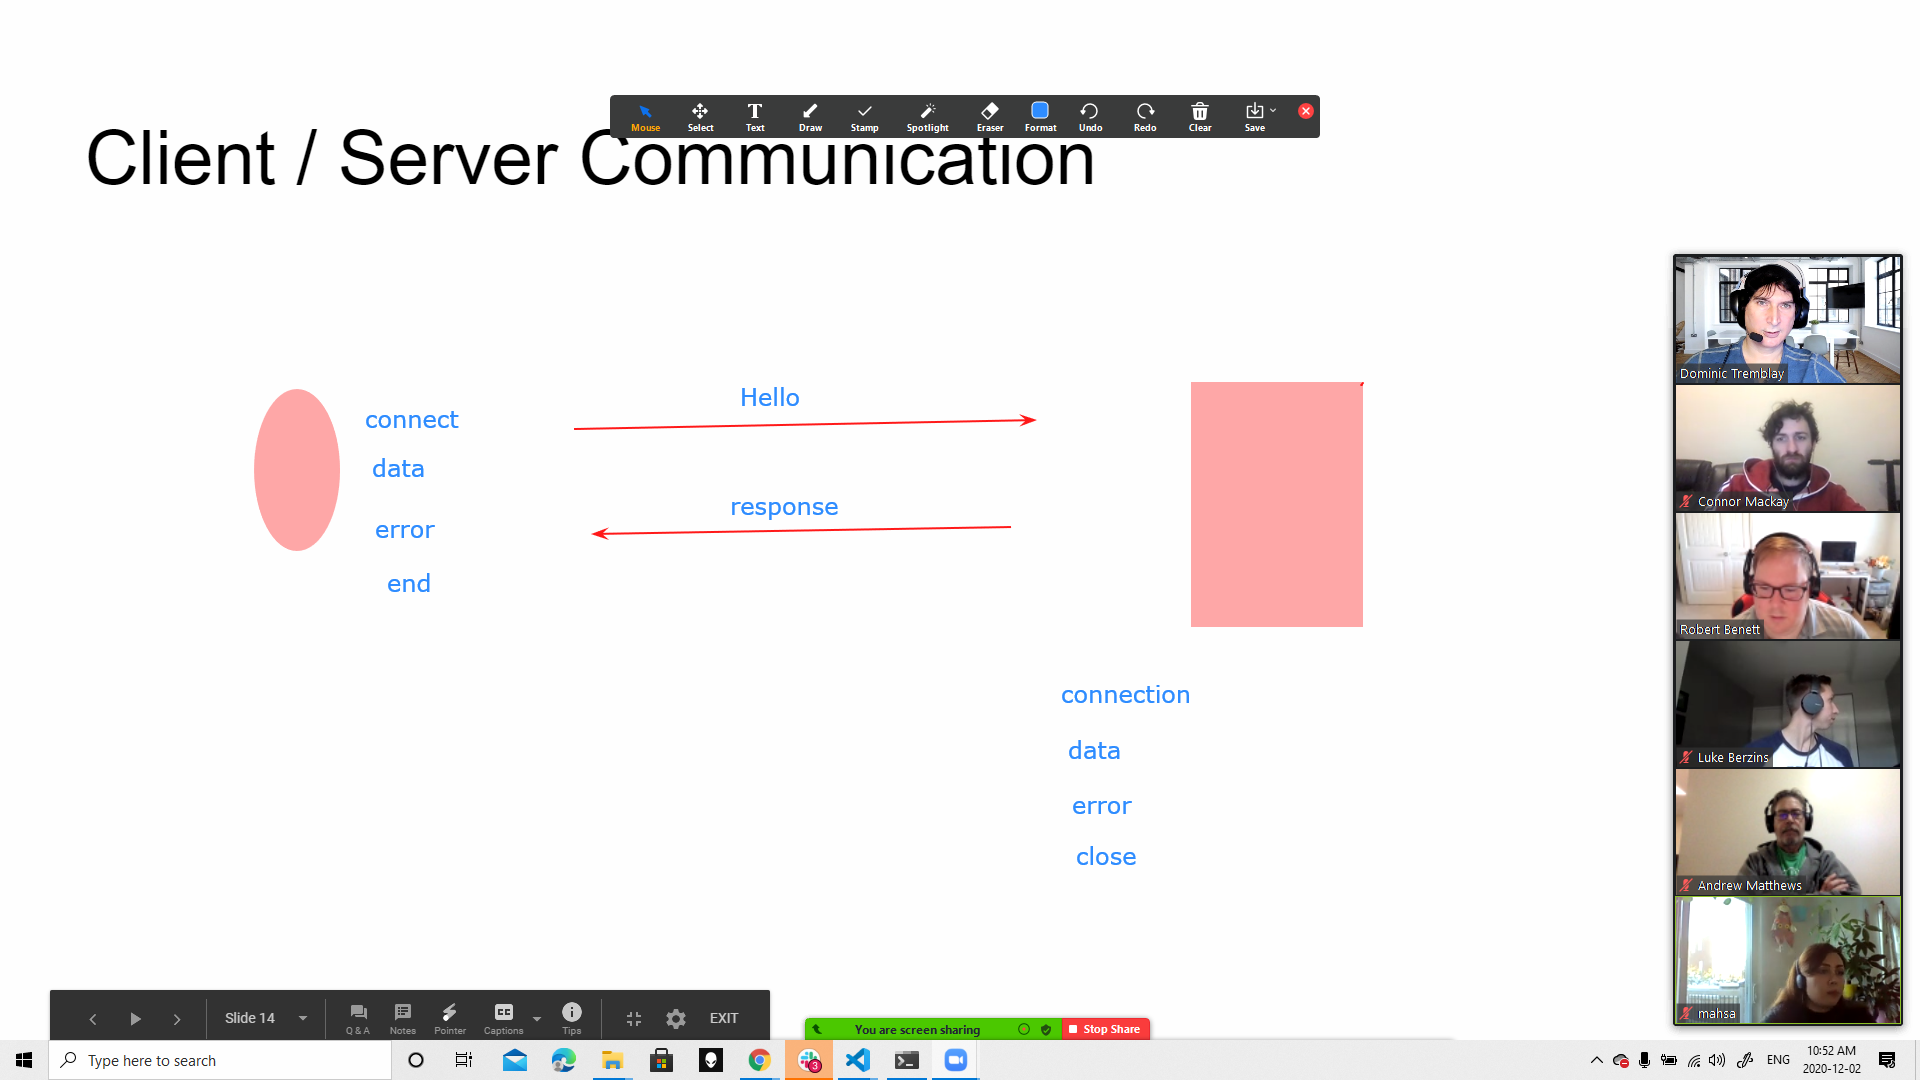 Mouse Select Text Draw Stamp Spotlight Eraser Format Undo Redo Clear Save
Client / Server Communication
Hello
connect
data
response
error
end
connection
data
error
close
Dominic Tremblay
Connor Mackay
Robert Benett
Luke Berzins
Andrew Matthews
mahsa
Slide 14
Q & A Notes Pointer Captions Tips
CC
EXIT
You are screen sharing Stop Share
Type here to search
3
ENG
10:52 AM
2020-12-02